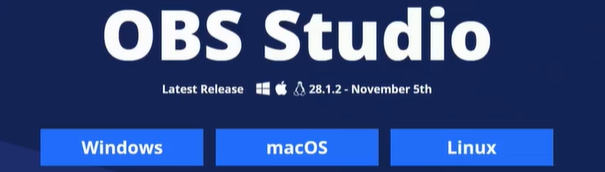 OBS Studio
Latest Release 28.1.2 - November 5th
Windows macOS Linux